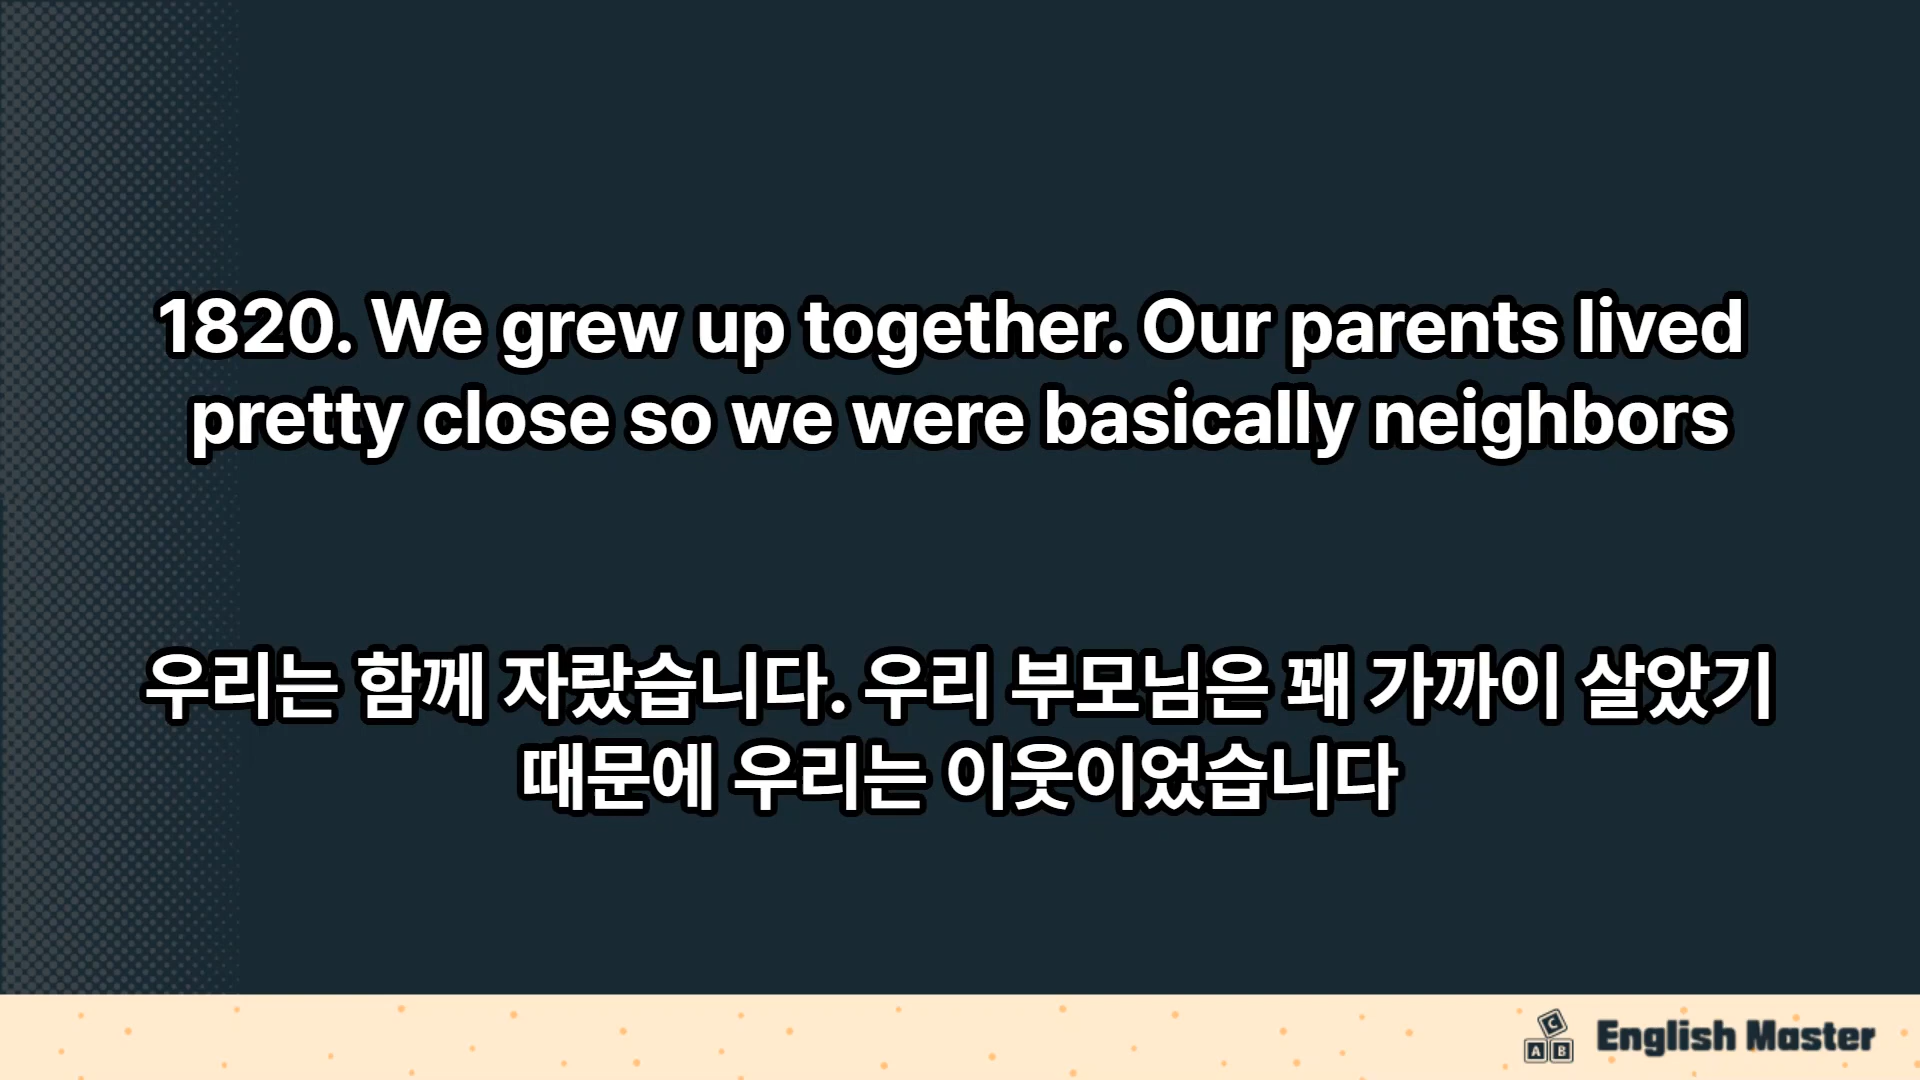 1820. We grew up together. Our parents lived
pretty close so we were basically neighbors
우리는 함께 자랐습니다. 우리 부모님은 꽤 가까이 살았기
때문에 우리는 이웃이었습니다
C
A B
English Master